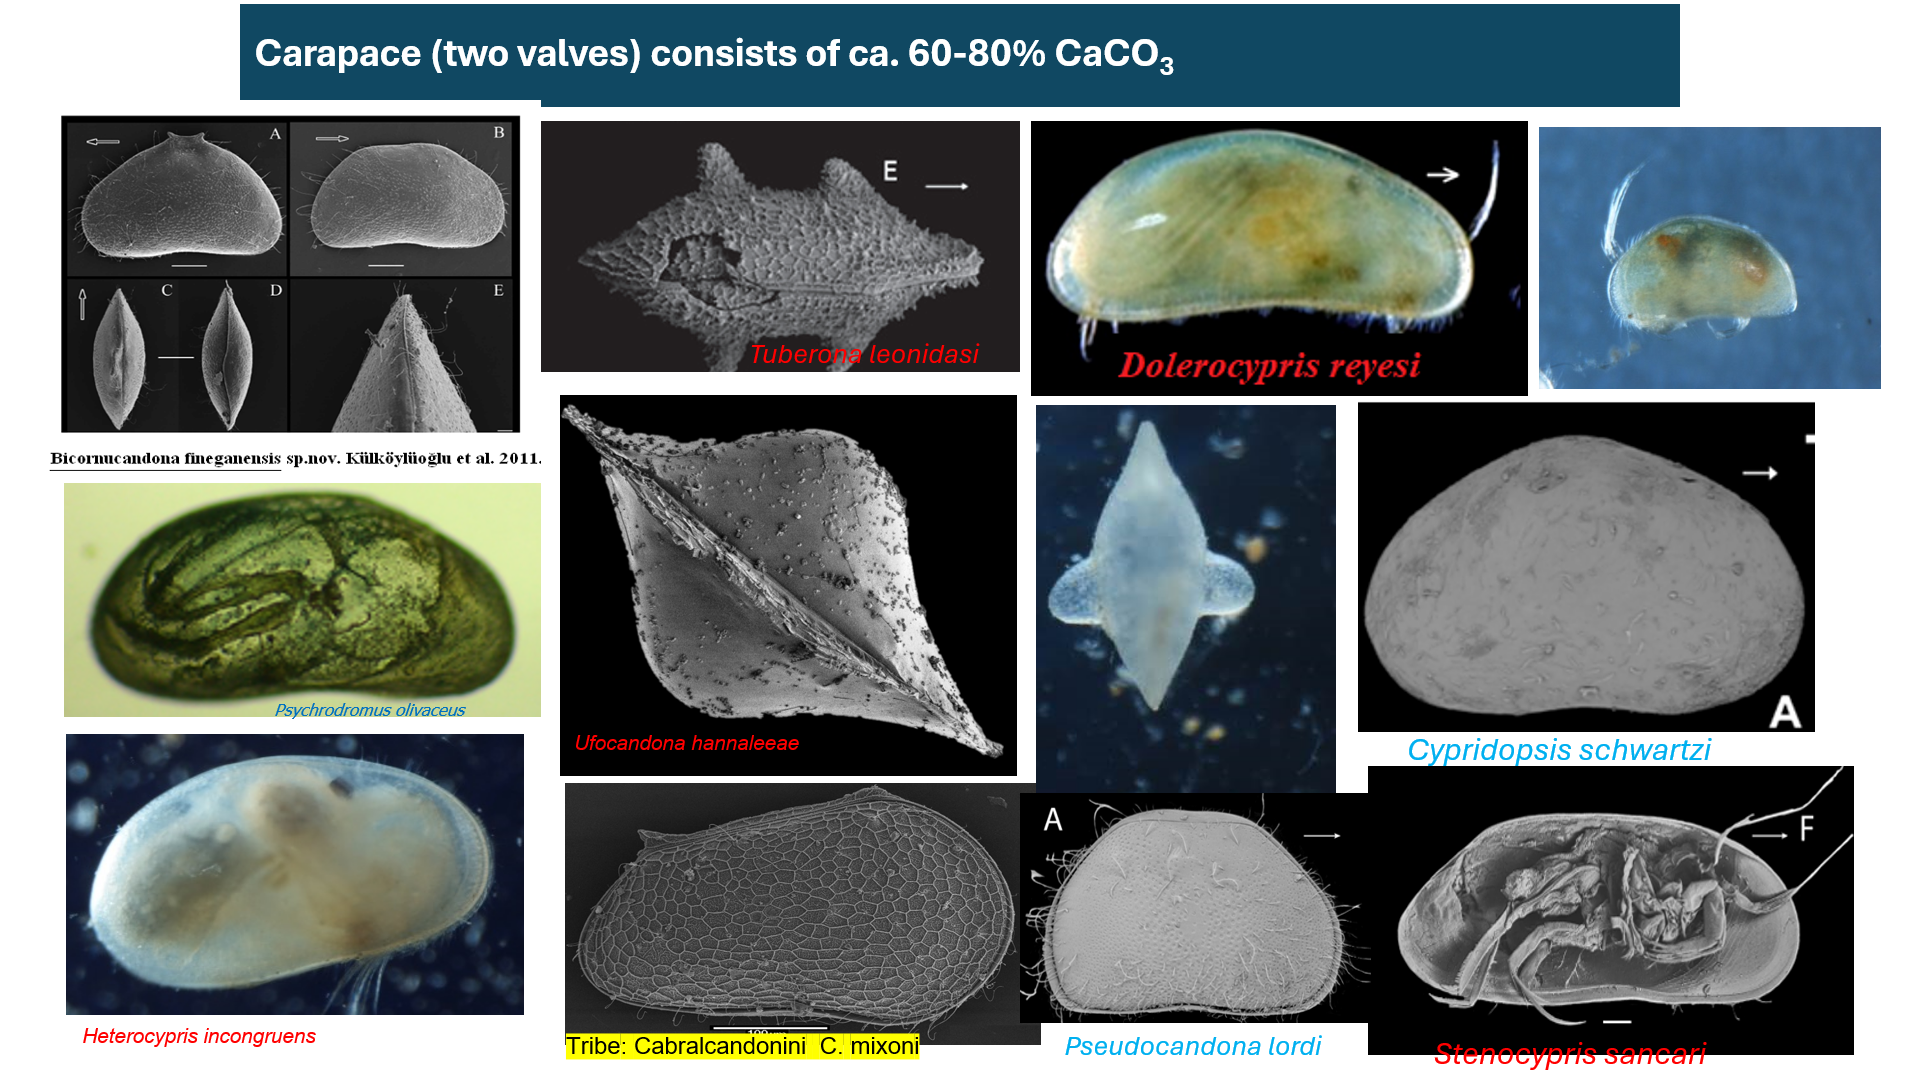 Carapace (two valves) consists of ca. 60-80% CaCO₃
A
B
C
D
E
Bicornucandona fineganensis sp.nov. Külköylüoğlu et al. 2011.
E
Tuberona leonidasi
Dolerocypris reyesi
Psychrodromus olivaceus
Ufocandona hannaleeae
A
Cypridopsis schwartzi
Heterocypris incongruens
Tribe: Cabralcandonini C. mixoni
A
Pseudocandona lordi
F
Stenocypris sancari